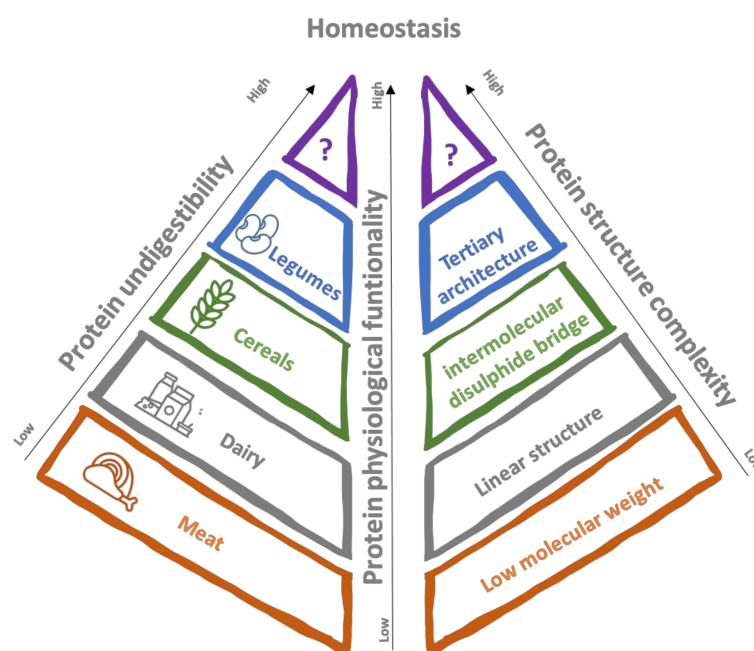 Homeostasis
High
High
High
Protein undigestibility
Protein physiological funtionality
Protein structure complexity
?
?
Legumes
Tertiary
architecture
Cereals
intermolecular
disulphide bridge
Dairy
Linear structure
Meat
Low molecular weight
Low
Low